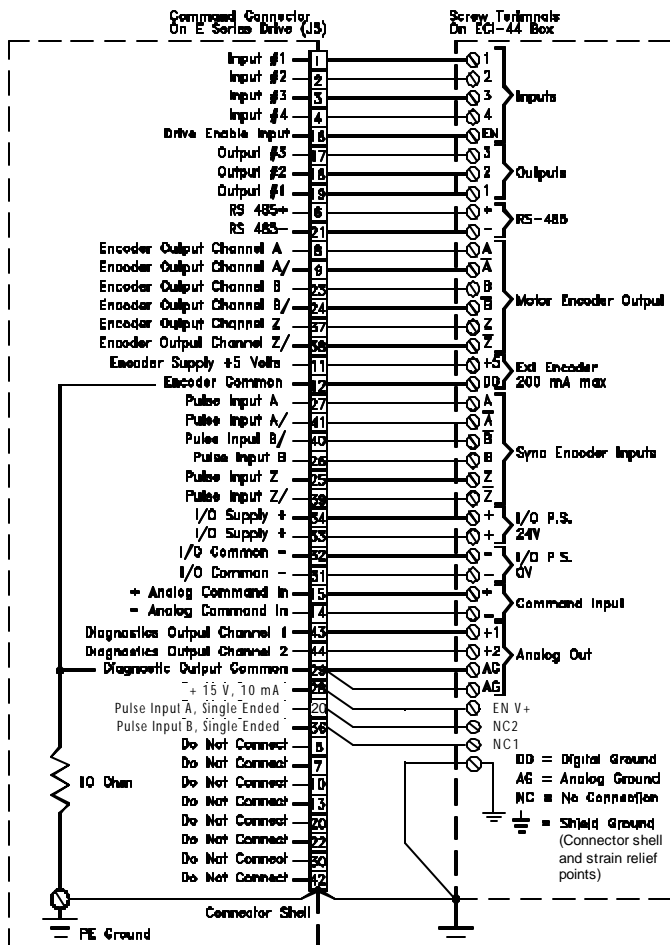 Command Connector
On E Series Drive (J5)
Screw Terminals
On ECI-44 Box
Input #1 1 1
Input #2 2 2
Input #3 3 3
Inputs
Input #4 4 4
Drive Enable Input 16 EN
Output #3 17 3
Output #2 18 2
Outputs
Output #1 19 1
RS 485+ 6 +
RS-485
RS 485- 21 -
Encoder Output Channel A 8 A
Encoder Output Channel A/ 9 A
Encoder Output Channel B 23 B
Motor Encoder Output
Encoder Output Channel B/ 24 B
Encoder Output Channel Z 37 Z
Encoder Output Channel Z/ 38 Z
Encoder Supply +5 Volts 11 +5
Ext Encoder
200 mA max
Encoder Common 12 DG
Pulse Input A 27 A
Pulse Input A/ 41 A
Pulse Input B/ 40 B
Sync Encoder Inputs
Pulse Input B 26 B
Pulse Input Z 25 Z
Pulse Input Z/ 39 Z
I/O Supply + 34 +
I/O P.S.
24V
I/O Supply + 33 +
I/O Common - 32 -
I/O P.S.
0V
I/O Common - 31 -
+ Analog Command In 15 +
Command Input
- Analog Command In 14 -
Diagnostics Output Channel 1 43 +1
Diagnostics Output Channel 2 44 +2
Analog Out
Diagnostic Output Common 29 AG
AG
+ 15 V, 10 mA 28 EN V+
Pulse Input A, Single Ended 20 NC2
Pulse Input B, Single Ended 36 NC1
Do Not Connect 5
Do Not Connect 7
Do Not Connect 10
Do Not Connect 13
Do Not Connect 20
Do Not Connect 22
Do Not Connect 30
Do Not Connect 42
10 Ohm
DG = Digital Ground
AG = Analog Ground
NC = No Connection
= Shield Ground
(Connector shell
and strain relief
points)
Connector Shell
PE Ground